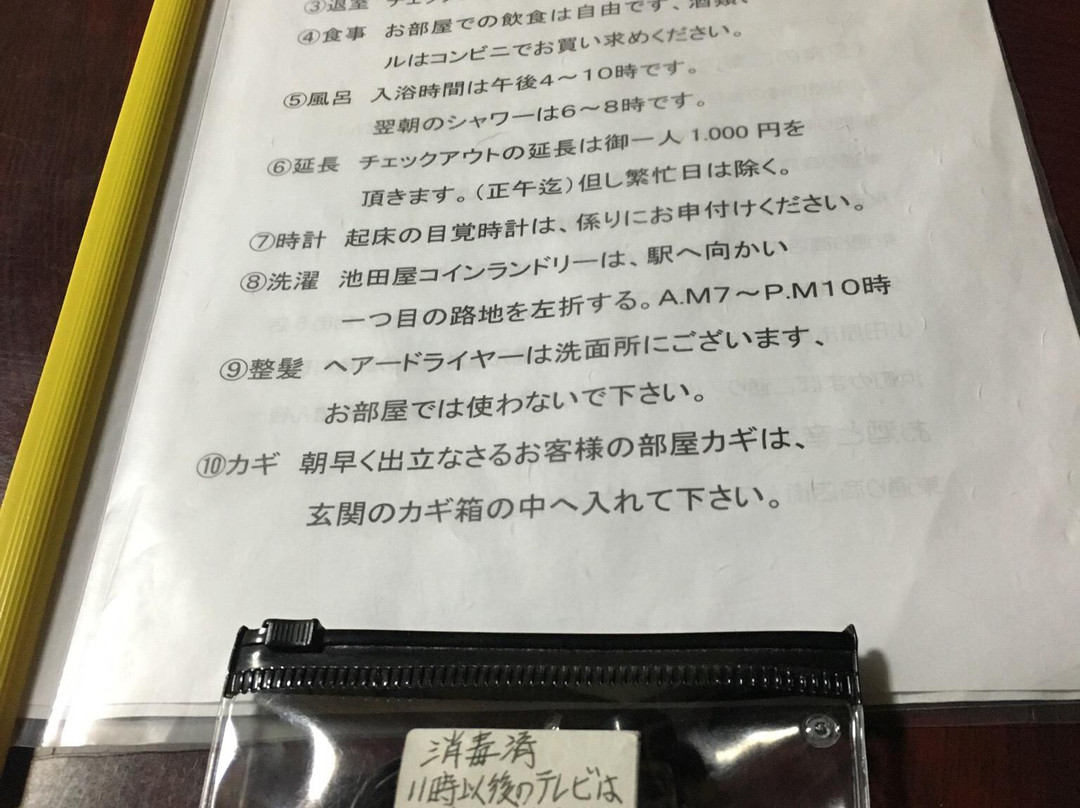 ③退室 チェック
④食事 お部屋での飲食は自由です、酒類、
ルはコンビニでお買い求めください。
⑤風呂 入浴時間は午後4～10時です。
翌朝のシャワーは6～8時です。
⑥延長 チェックアウトの延長は御一人 1.000 円を
頂きます。(正午迄)但し繁忙日は除く。
⑦時計 起床の目覚時計は、係りにお申付けください。
⑧洗濯 池田屋コインランドリーは、駅へ向かい
一つ目の路地を左折する。A.M7～P.M10時
⑨整髪 ヘアードライヤーは洗面所にございます、
お部屋では使わないで下さい。
⑩カギ 朝早く出立なさるお客様の部屋カギは、
玄関のカギ箱の中へ入れて下さい。
消毒済
11時以後のテレビは